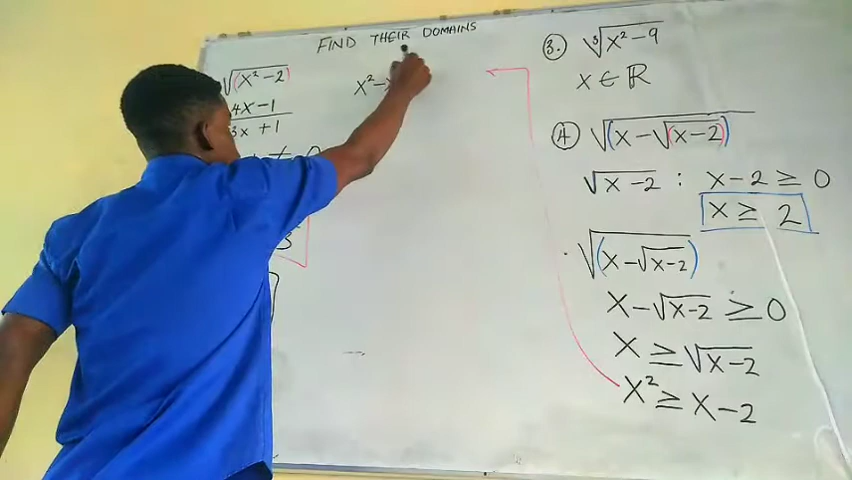 FIND THEIR DOMAINS
√(x² - 2)
4x - 1
3x + 1
x² -
3. ∛x² - 9
x ∈ ℝ
4. √(x - √(x - 2))
√x - 2 : x - 2 ≥ 0
x ≥ 2
√(x - √x - 2)
x - √x - 2 ≥ 0
x ≥ √x - 2
x² ≥ x - 2